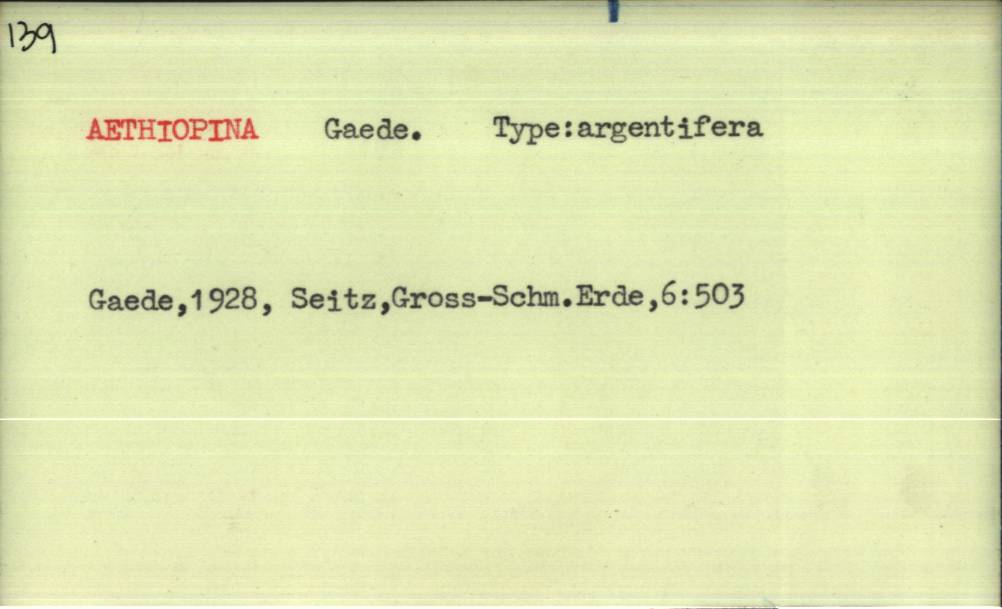 139
AETHIOPINA Gaede. Type:argentifera
Gaede,1928, Seitz,Gross-Schm.Erde,6:503